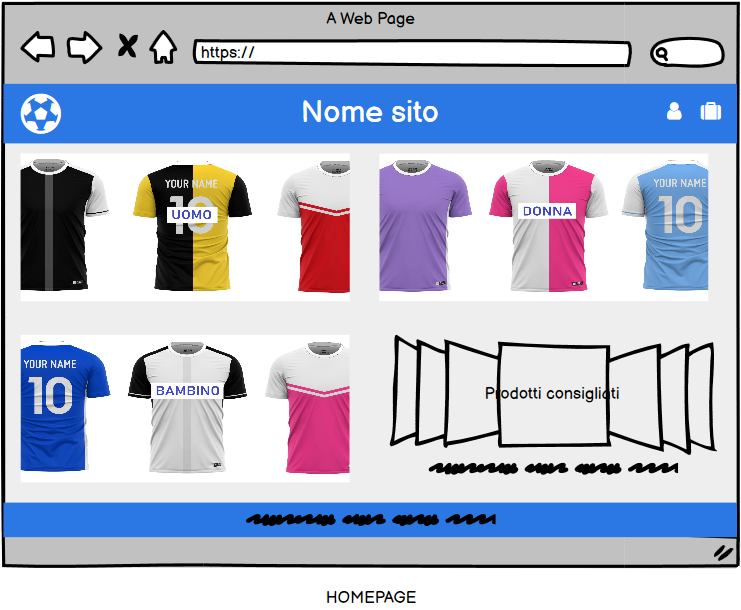 A Web Page
https://
Nome sito
YOUR NAME
10
UOMO
DONNA
YOUR NAME
10
YOUR NAME
10
BAMBINO
Prodotti consigliati
HOMEPAGE